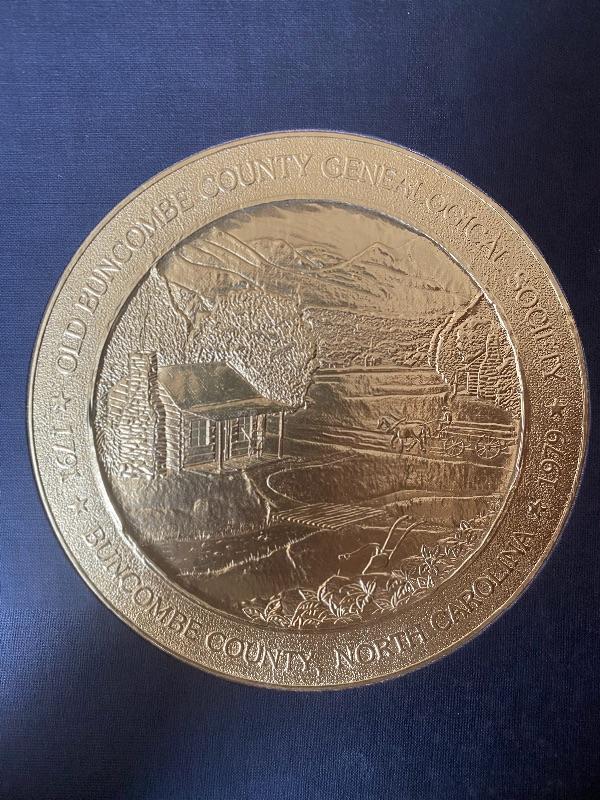 OLD BUNCOMBE COUNTY GENEALOGICAL SOCIETY
1791
1979
BUNCOMBE COUNTY, NORTH CAROLINA